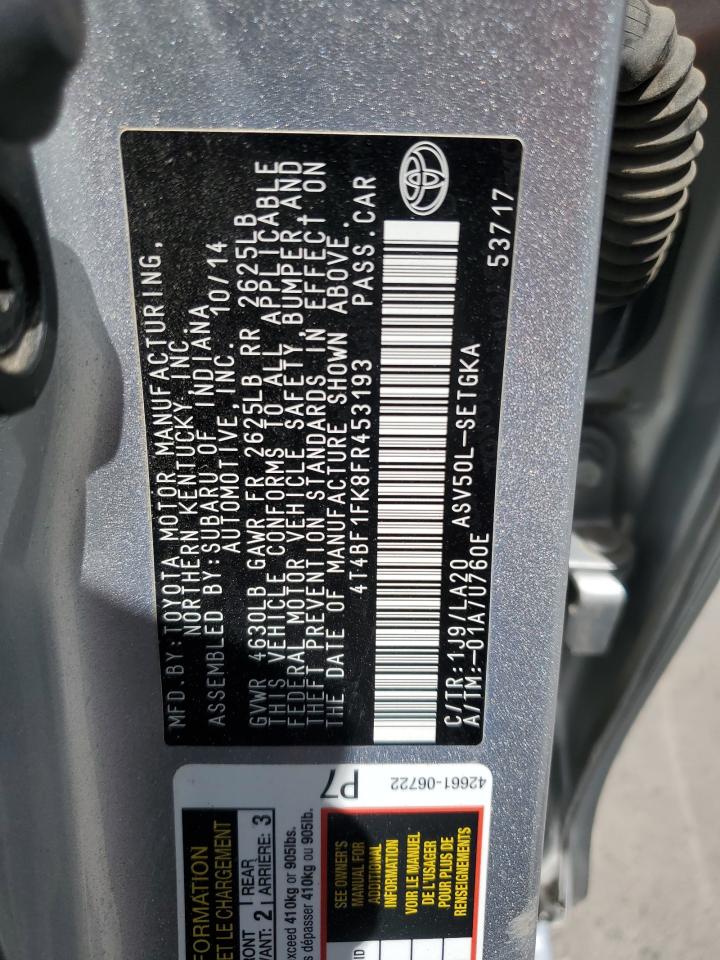 MFD.BY:TOYOTA MOTOR MANUFACTURING,
NORTHERN KENTUCKY,INC
ASSEMBLED BY:SUBARU OF INDIANA
AUTOMOTIVE,INC. 10/14
GVWR 4630LB GAWR FR 2625LB RR 2625LB
THIS VEHICLE CONFORMS TO ALL APPLICABLE
FEDERAL MOTOR VEHICLE SAFETY, BUMPER,AND
THEFT PREVENTION STANDARDS IN EFFECT ON
THE DATE OF MANUFACTURE SHOWN ABOVE.
4T4BF1FK8FR453193 PASS.CAR
C/TR:1J9/LA20 ASV50L-SETGKA
A/TM:-01A/0760E 53717
ORMATION
ET LE CHARGEMENT
RONT
VANT: 2
REAR
ARRIÈRE: 3
exceed 410kg or 905lbs.
s dépasser 410kg ou 905lb.
P7
42661-06722
SEE OWNER'S
MANUAL FOR
ADDITIONAL
INFORMATION
VOIR LE MANUEL
DE L'USAGER
POUR PLUS DE
RENSEIGNEMENTS